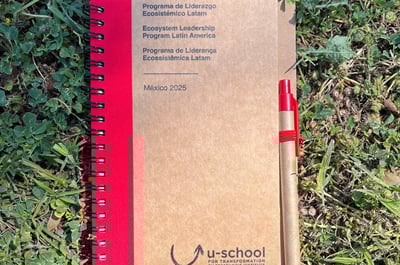 Programa de Liderazgo
Ecosistémico Latam
Ecosystem Leadership
Program Latin America
Programa de Liderança
Ecossistêmica Latam
México 2025
u-school
FOR TRANSFORMATION